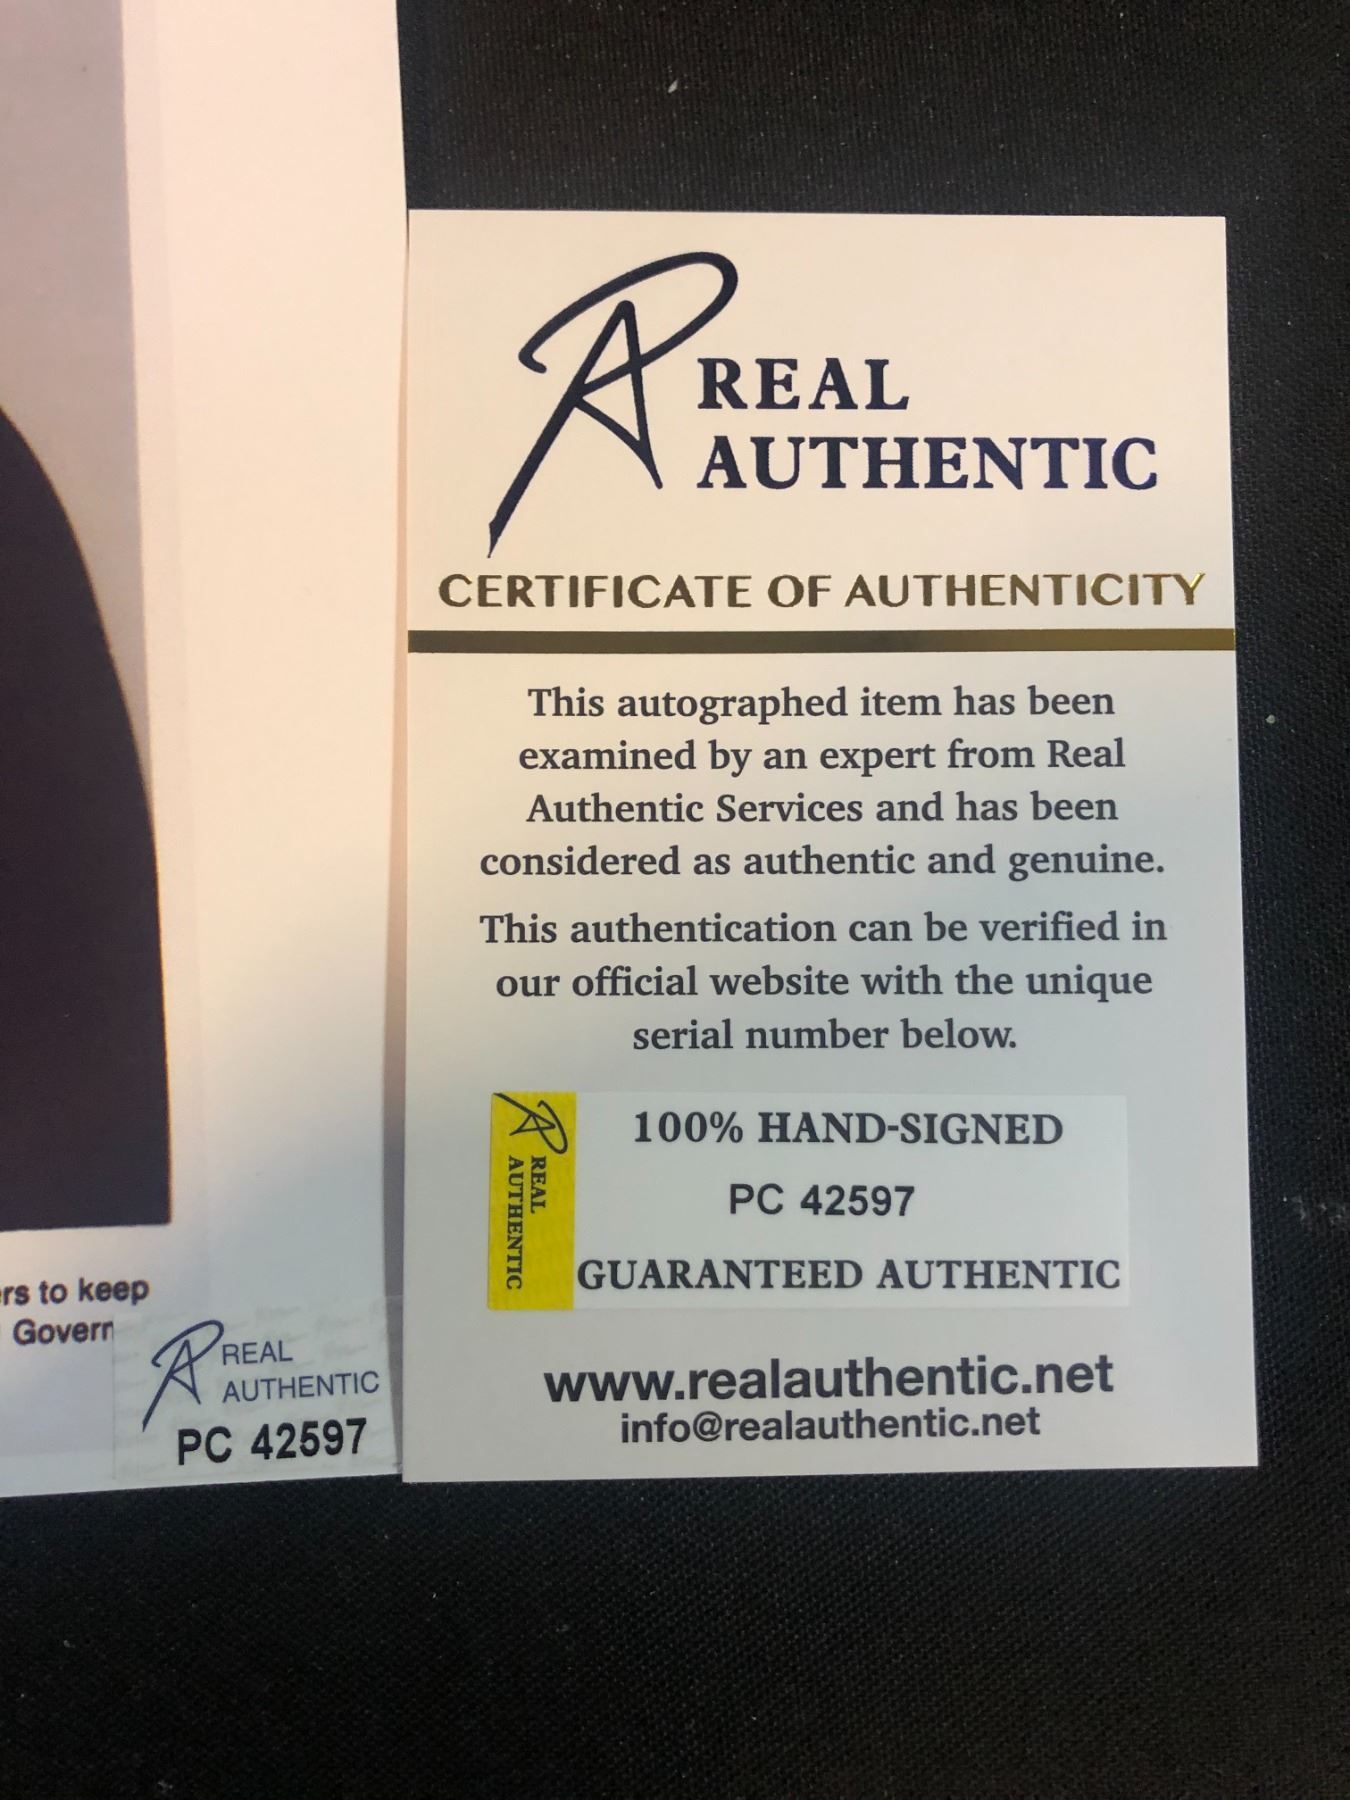 REAL
AUTHENTIC
CERTIFICATE OF AUTHENTICITY
This autographed item has been
examined by an expert from Real
Authentic Services and has been
considered as authentic and genuine.
This authentication can be verified in
our official website with the unique
serial number below.
REAL
AUTHENTIC
100% HAND-SIGNED
PC 42597
GUARANTEED AUTHENTIC
www.realauthentic.net
info@realauthentic.net
rs to keep
Govern
REAL
AUTHENTIC
PC 42597